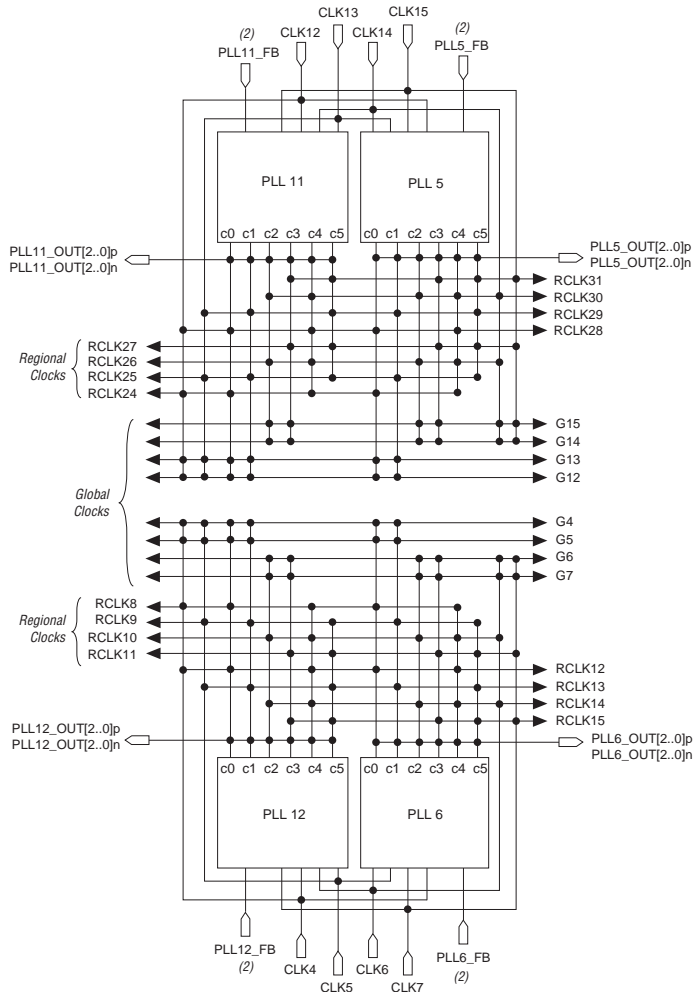 CLK13 CLK15
(2) CLK12 CLK14 (2)
PLL11_FB PLL5_FB
PLL 11 PLL 5
c0 c1 c2 c3 c4 c5 c0 c1 c2 c3 c4 c5
PLL11_OUT[2..0]p PLL5_OUT[2..0]p
PLL11_OUT[2..0]n PLL5_OUT[2..0]n
RCLK31
RCLK30
RCLK29
RCLK28
Regional Clocks
RCLK27
RCLK26
RCLK25
RCLK24
G15
G14
G13
G12
Global Clocks
G4
G5
G6
G7
Regional Clocks
RCLK8
RCLK9
RCLK10
RCLK11
RCLK12
RCLK13
RCLK14
RCLK15
PLL12_OUT[2..0]p PLL6_OUT[2..0]p
PLL12_OUT[2..0]n PLL6_OUT[2..0]n
c0 c1 c2 c3 c4 c5 c0 c1 c2 c3 c4 c5
PLL 12 PLL 6
PLL12_FB PLL6_FB
(2) CLK4 CLK6 (2)
CLK5 CLK7